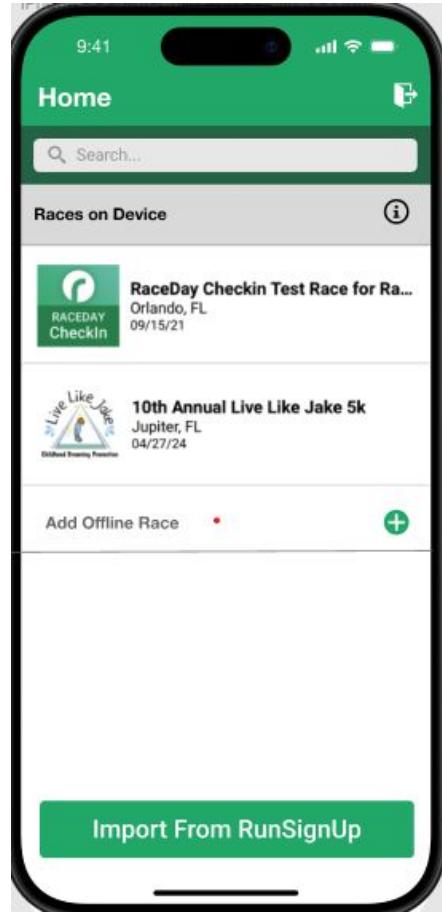 9:41
Home
Search...
Races on Device
RACEDAY
CheckIn
RaceDay Checkin Test Race for Ra...
Orlando, FL
09/15/21
Live Like Jake
10th Annual Live Like Jake 5k
Jupiter, FL
04/27/24
Add Offline Race
Import From RunSignUp